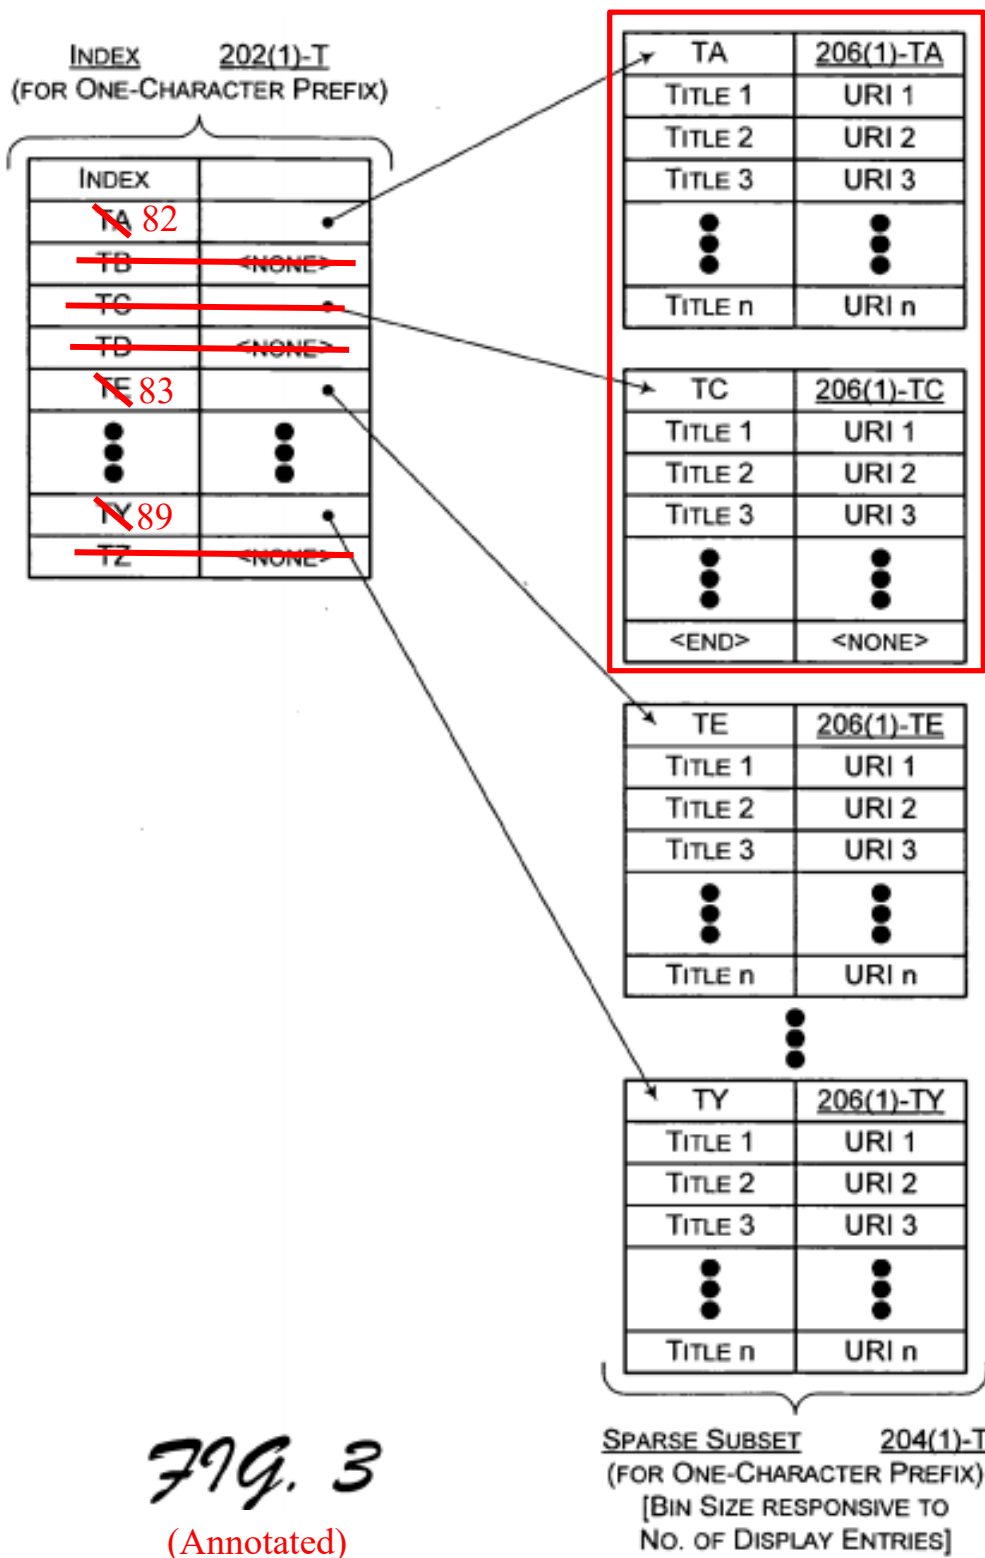 INDEX 202(1)-T
(FOR ONE-CHARACTER PREFIX)
INDEX
TA 82
TB <NONE>
TC
TD <NONE>
TE 83
TY 89
TZ <NONE>
TA 206(1)-TA
TITLE 1 URI 1
TITLE 2 URI 2
TITLE 3 URI 3
TITLE n URI n
TC 206(1)-TC
TITLE 1 URI 1
TITLE 2 URI 2
TITLE 3 URI 3
<END> <NONE>
TE 206(1)-TE
TITLE 1 URI 1
TITLE 2 URI 2
TITLE 3 URI 3
TITLE n URI n
TY 206(1)-TY
TITLE 1 URI 1
TITLE 2 URI 2
TITLE 3 URI 3
TITLE n URI n
SPARSE SUBSET 204(1)-T
(FOR ONE-CHARACTER PREFIX)
[BIN SIZE RESPONSIVE TO
NO. OF DISPLAY ENTRIES]
FIG. 3
(Annotated)